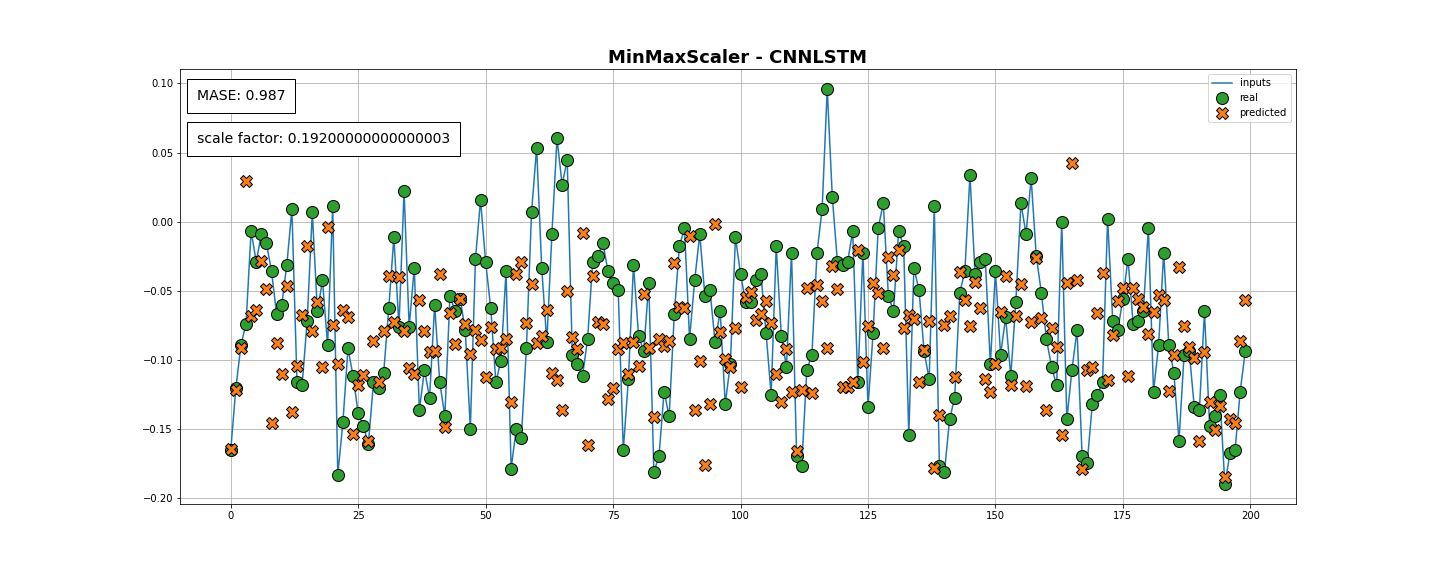 MinMaxScaler - CNNLSTM
MASE: 0.987
scale factor: 0.19200000000000003
inputs
real
predicted
0.10
0.05
0.00
−0.05
−0.10
−0.15
−0.20
0 25 50 75 100 125 150 175 200